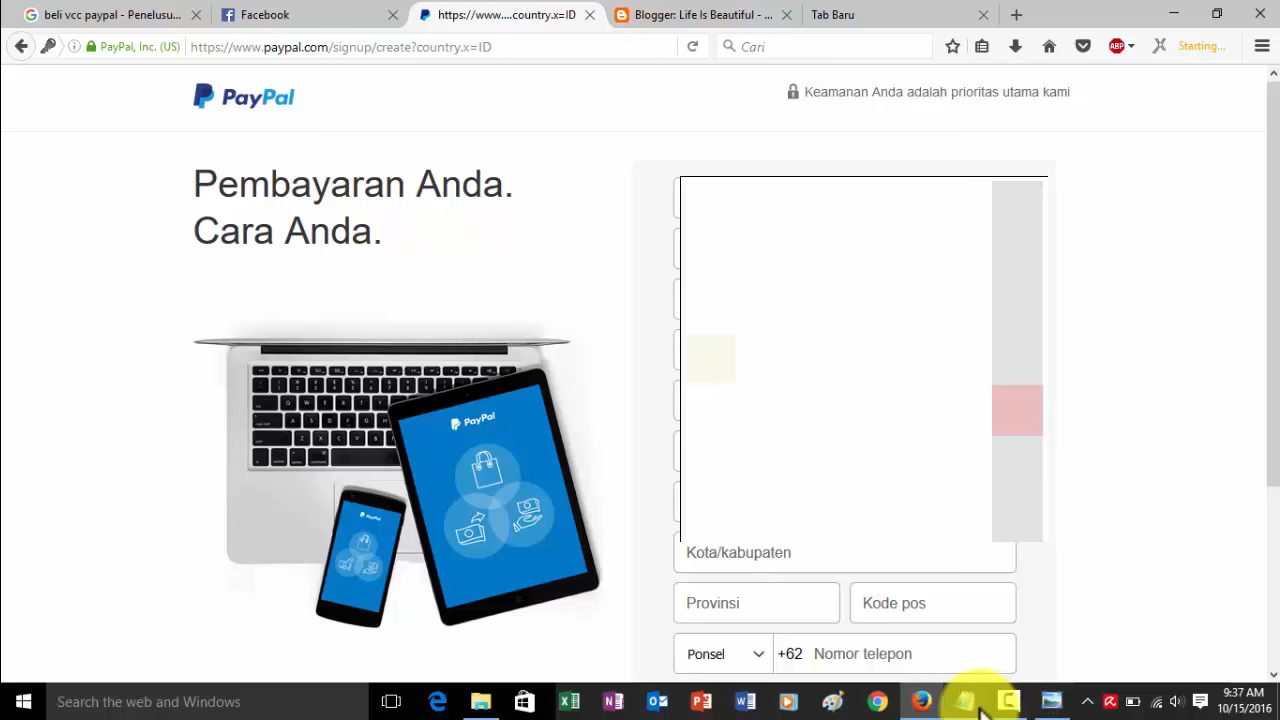 beli vcc paypal - Penelusu...
Facebook
https://www....country.x=ID
Blogger: Life Is Beautiful - ...
Tab Baru
PayPal, Inc. (US)
https://www.paypal.com/signup/create?country.x=ID
Cari
ABP
Starting...
PayPal
Keamanan Anda adalah prioritas utama kami
Pembayaran Anda.
Cara Anda.
PayPal
PayPal
Kota/kabupaten
Provinsi
Kode pos
Ponsel
+62
Nomor telepon
Search the web and Windows
9:37 AM
10/15/2016